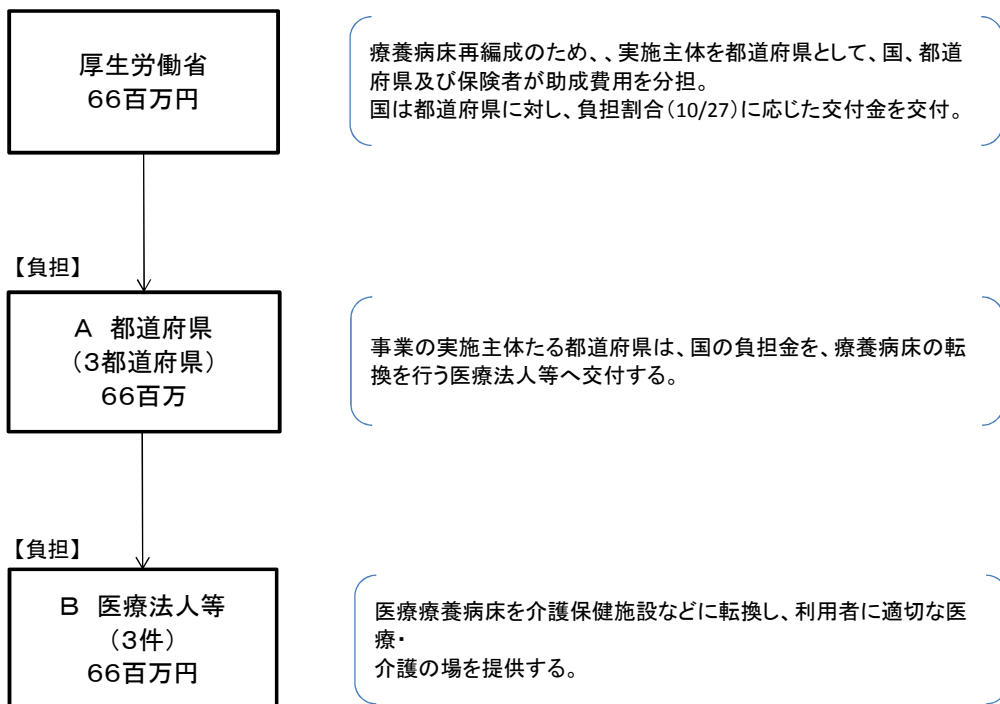 厚生労働省
66百万円
療養病床再編成のため、、実施主体を都道府県として、国、都道
府県及び保険者が助成費用を分担。
国は都道府県に対し、負担割合(10/27)に応じた交付金を交付。
【負担】
A 都道府県
(3都道府県)
66百万
事業の実施主体たる都道府県は、国の負担金を、療養病床の転
換を行う医療法人等へ交付する。
【負担】
B 医療法人等
(3件)
66百万円
医療療養病床を介護保健施設などに転換し、利用者に適切な医
療・
介護の場を提供する。